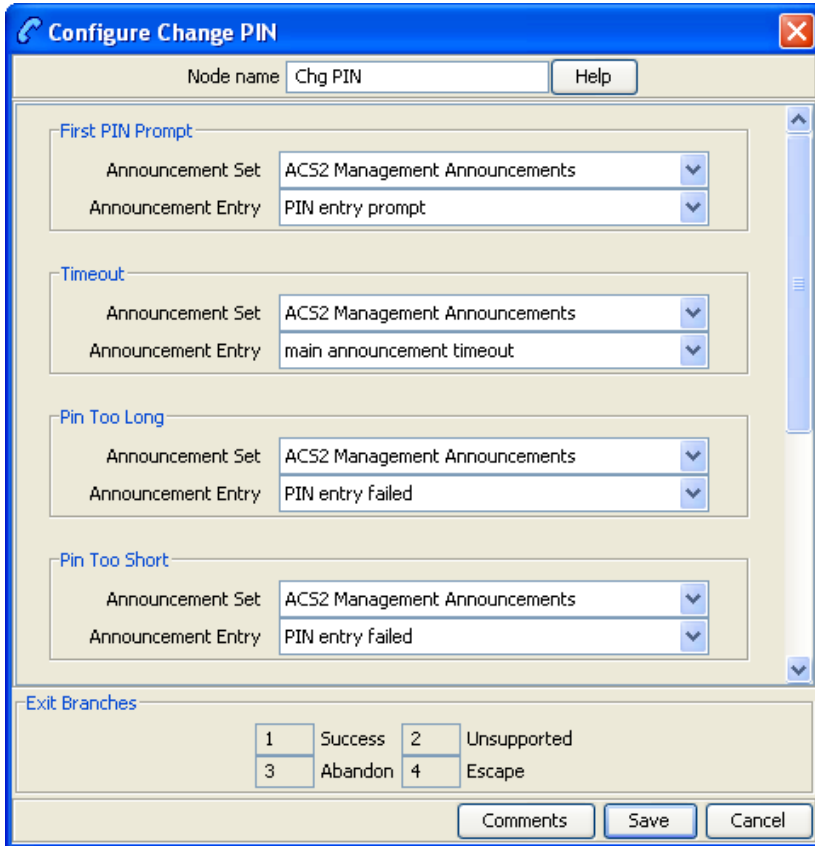 Configure Change PIN
Node name Chg PIN Help
First PIN Prompt
Announcement Set ACS2 Management Announcements
Announcement Entry PIN entry prompt
Timeout
Announcement Set ACS2 Management Announcements
Announcement Entry main announcement timeout
Pin Too Long
Announcement Set ACS2 Management Announcements
Announcement Entry PIN entry failed
Pin Too Short
Announcement Set ACS2 Management Announcements
Announcement Entry PIN entry failed
Exit Branches
1 Success 2 Unsupported
3 Abandon 4 Escape
Comments Save Cancel